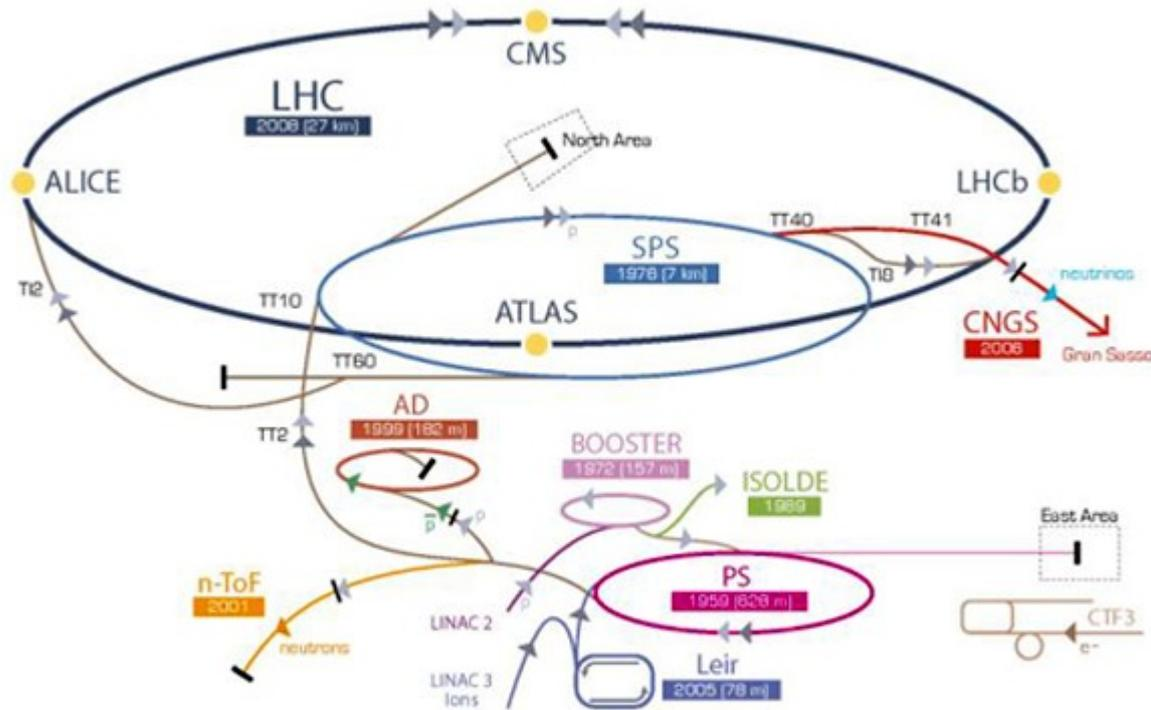 CMS
LHC
2008 (27 km)
North Area
ALICE
LHCb
TT40
TT41
SPS
1976 (7 km)
TI8
TI2
TT10
ATLAS
neutrinos
CNGS
2006
Gran Sasso
TT60
p
AD
1999 (182 m)
TT2
BOOSTER
1972 (157 m)
ISOLDE
1989
p
p
East Area
n-ToF
2001
PS
1959 (628 m)
p
LINAC 2
CTF3
e-
neutrons
Leir
2005 (78 m)
LINAC 3
Ions